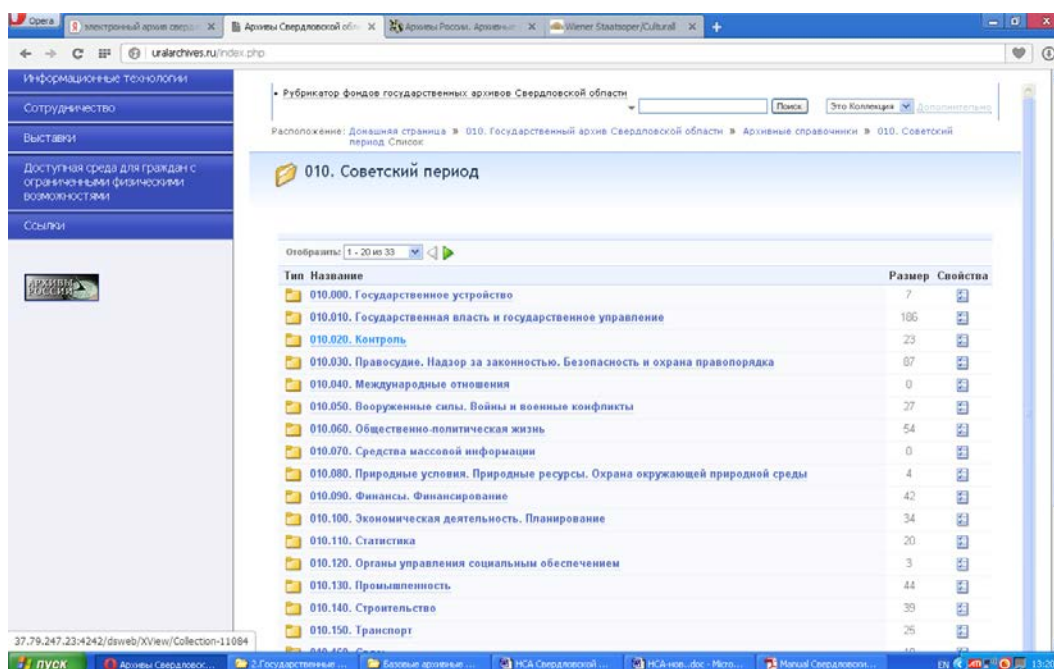 Opera
электронный архив сверд
Архивы Свердловской обл
Архивы России. Архивные
Wiener Staatsoper/Culturall
uralarchives.ru/index.php
Информационные технологии
Сотрудничество
Выставки
Доступная среда для граждан с
ограниченными физическими
возможностями
Ссылки
АРХИВЫ
РОССИИ
Рубрикатор фондов государственных архивов Свердловской области
Поиск Это Коллекция Дополнительно
Расположение: Домашняя страница » 010. Государственный архив Свердловской области » Архивные справочники » 010. Советский
период Список
010. Советский период
Отобразить: 1 - 20 из 33
Тип Название Размер Свойства
010.000. Государственное устройство 7
010.010. Государственная власть и государственное управление 186
010.020. Контроль 23
010.030. Правосудие. Надзор за законностью. Безопасность и охрана правопорядка 87
010.040. Международные отношения 0
010.050. Вооруженные силы. Войны и военные конфликты 27
010.060. Общественно-политическая жизнь 54
010.070. Средства массовой информации 0
010.080. Природные условия. Природные ресурсы. Охрана окружающей природной среды 4
010.090. Финансы. Финансирование 42
010.100. Экономическая деятельность. Планирование 34
010.110. Статистика 20
010.120. Органы управления социальным обеспечением 3
010.130. Промышленность 44
010.140. Строительство 39
010.150. Транспорт 25
37.79.247.23:4242/dsweb/XView/Collection-11084
пуск Архивы Свердловс... 2.Государственные ... Базовые архивные ... НСА Свердловской ... НСА-нов..doc - Micro... Manual Свердловски... EN